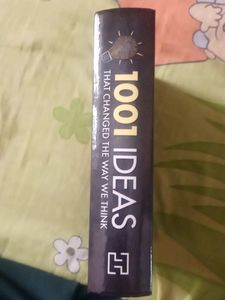 1001 IDEAS
THAT CHANGED THE WAY WE THINK